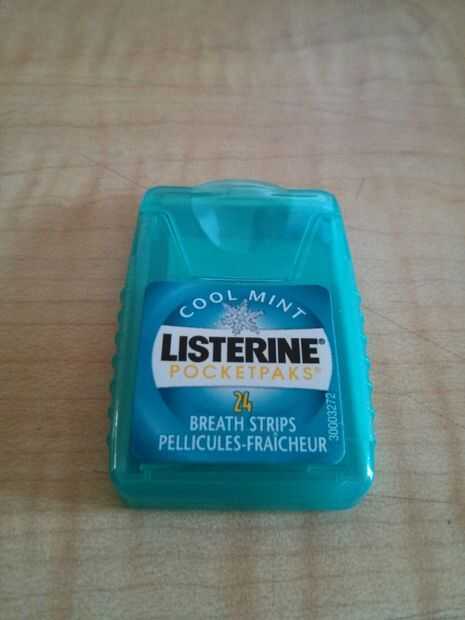 COOL MINT
LISTERINE®
POCKETPAKS®
24
BREATH STRIPS
PELLICULES-FRAÎCHEUR
30003272